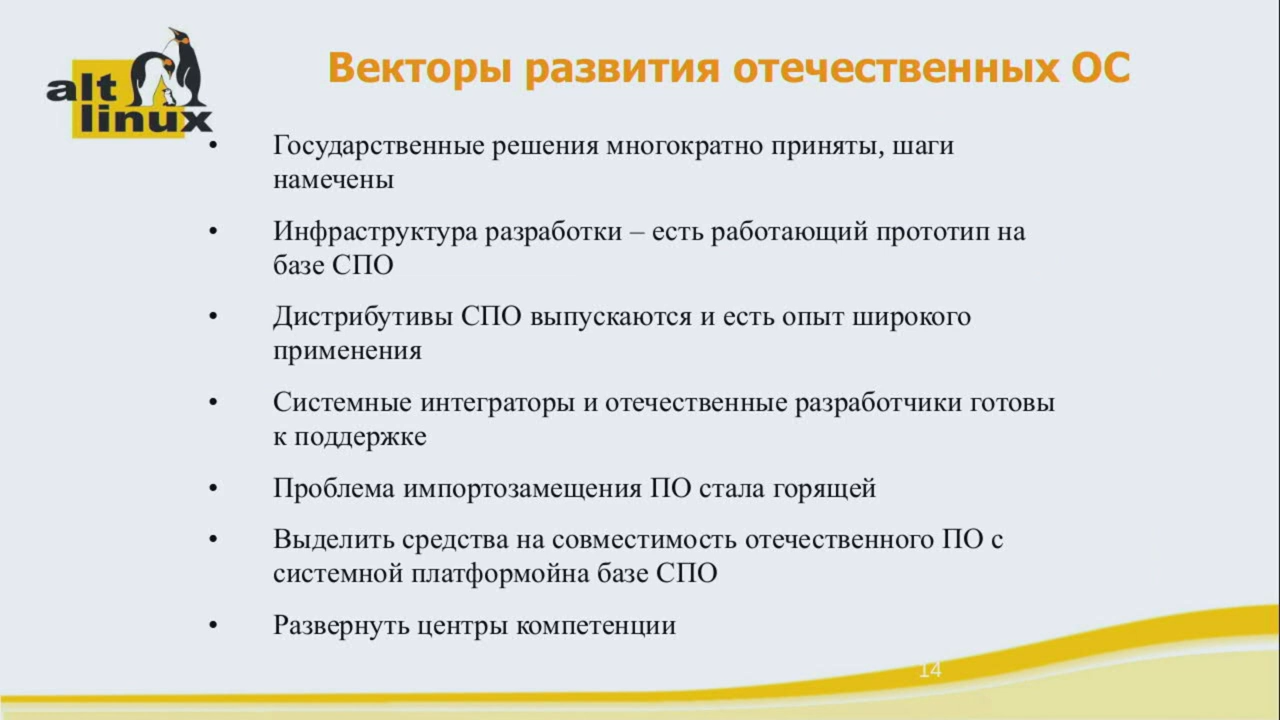 alt
linux
Векторы развития отечественных ОС
• Государственные решения многократно приняты, шаги
намечены
• Инфраструктура разработки – есть работающий прототип на
базе СПО
• Дистрибутивы СПО выпускаются и есть опыт широкого
применения
• Системные интеграторы и отечественные разработчики готовы
к поддержке
• Проблема импортозамещения ПО стала горящей
• Выделить средства на совместимость отечественного ПО с
системной платформойна базе СПО
• Развернуть центры компетенции
14